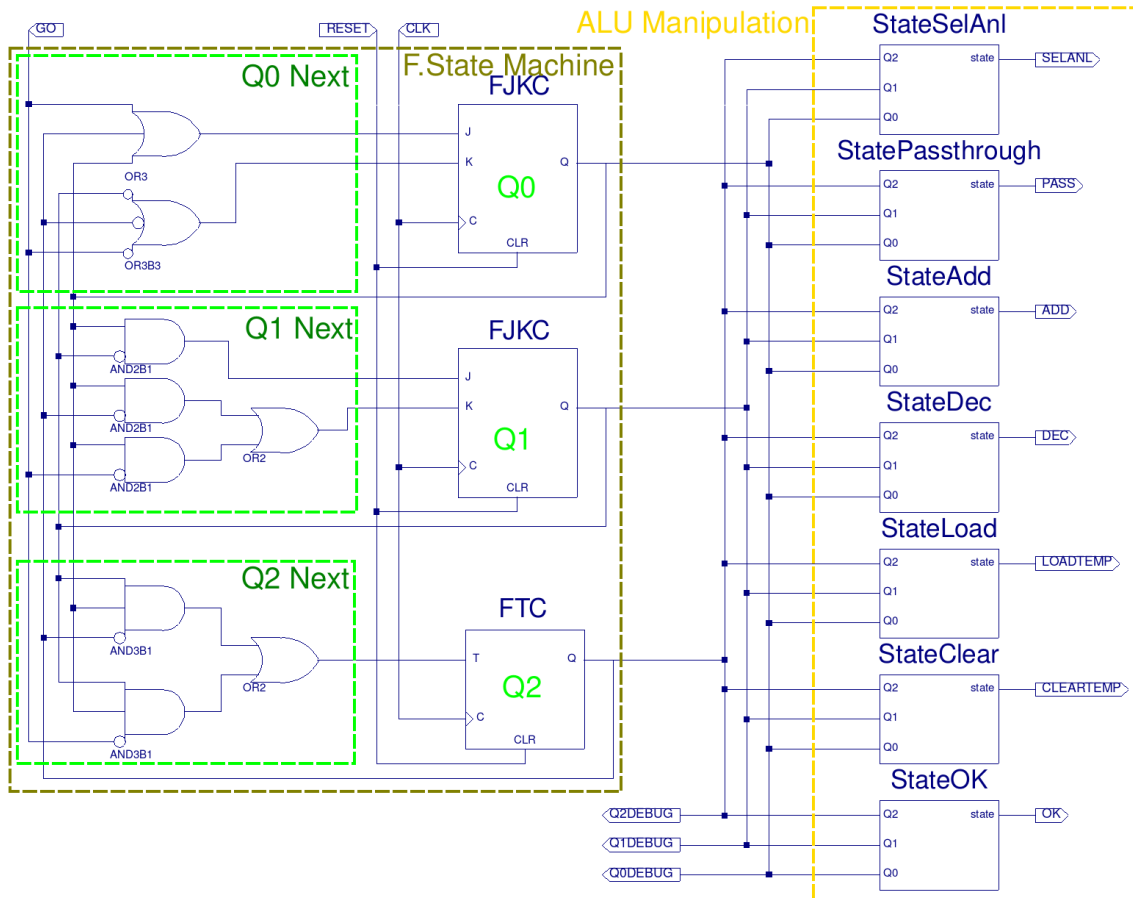 GO
RESET
CLK
ALU Manipulation
F.State Machine
Q0 Next
OR3
OR3B3
FJKC
J
K
Q
Q0
C
CLR
Q1 Next
AND2B1
AND2B1
AND2B1
OR2
FJKC
J
K
Q
Q1
C
CLR
Q2 Next
AND3B1
AND3B1
OR2
FTC
T
Q
Q2
C
CLR
Q2DEBUG
Q1DEBUG
Q0DEBUG
StateSelAnl
Q2 state
Q1
Q0
SELANL
StatePassthrough
Q2 state
Q1
Q0
PASS
StateAdd
Q2 state
Q1
Q0
ADD
StateDec
Q2 state
Q1
Q0
DEC
StateLoad
Q2 state
Q1
Q0
LOADTEMP
StateClear
Q2 state
Q1
Q0
CLEARTEMP
StateOK
Q2 state
Q1
Q0
OK